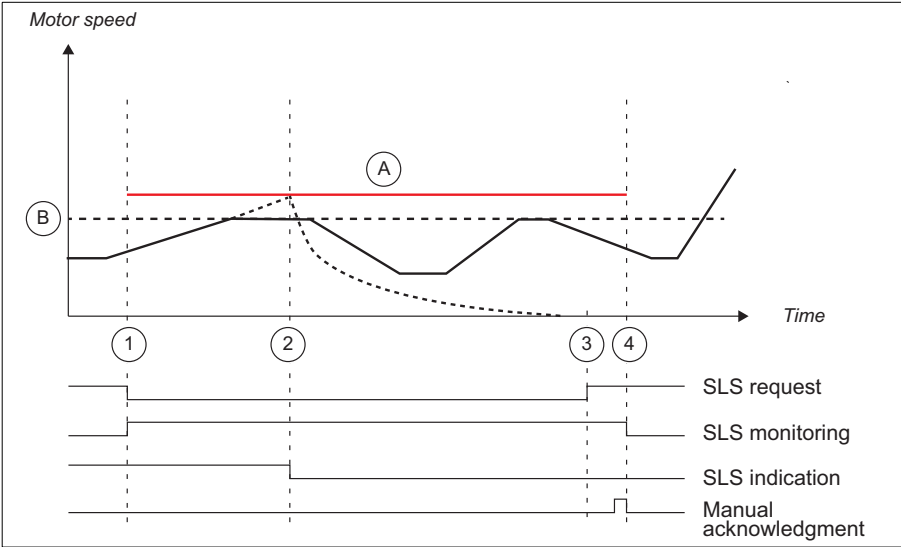 Motor speed
A
B
Time
1
2
3
4
SLS request
SLS monitoring
SLS indication
Manual
acknowledgment